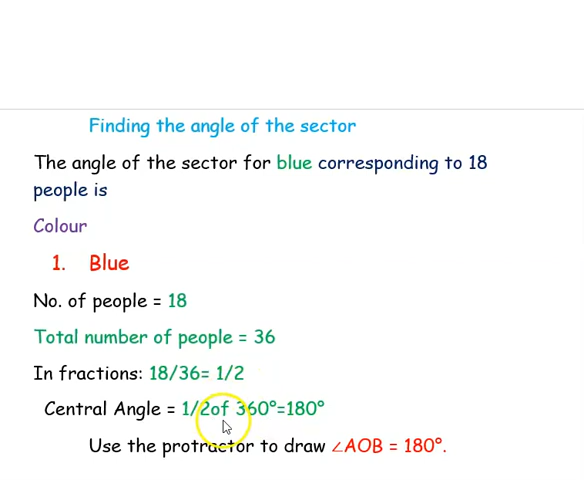 Finding the angle of the sector
The angle of the sector for blue corresponding to 18
people is
Colour
1. Blue
No. of people = 18
Total number of people = 36
In fractions: 18/36= 1/2
Central Angle = 1/2of 360°=180°
Use the protractor to draw ∠AOB = 180°.